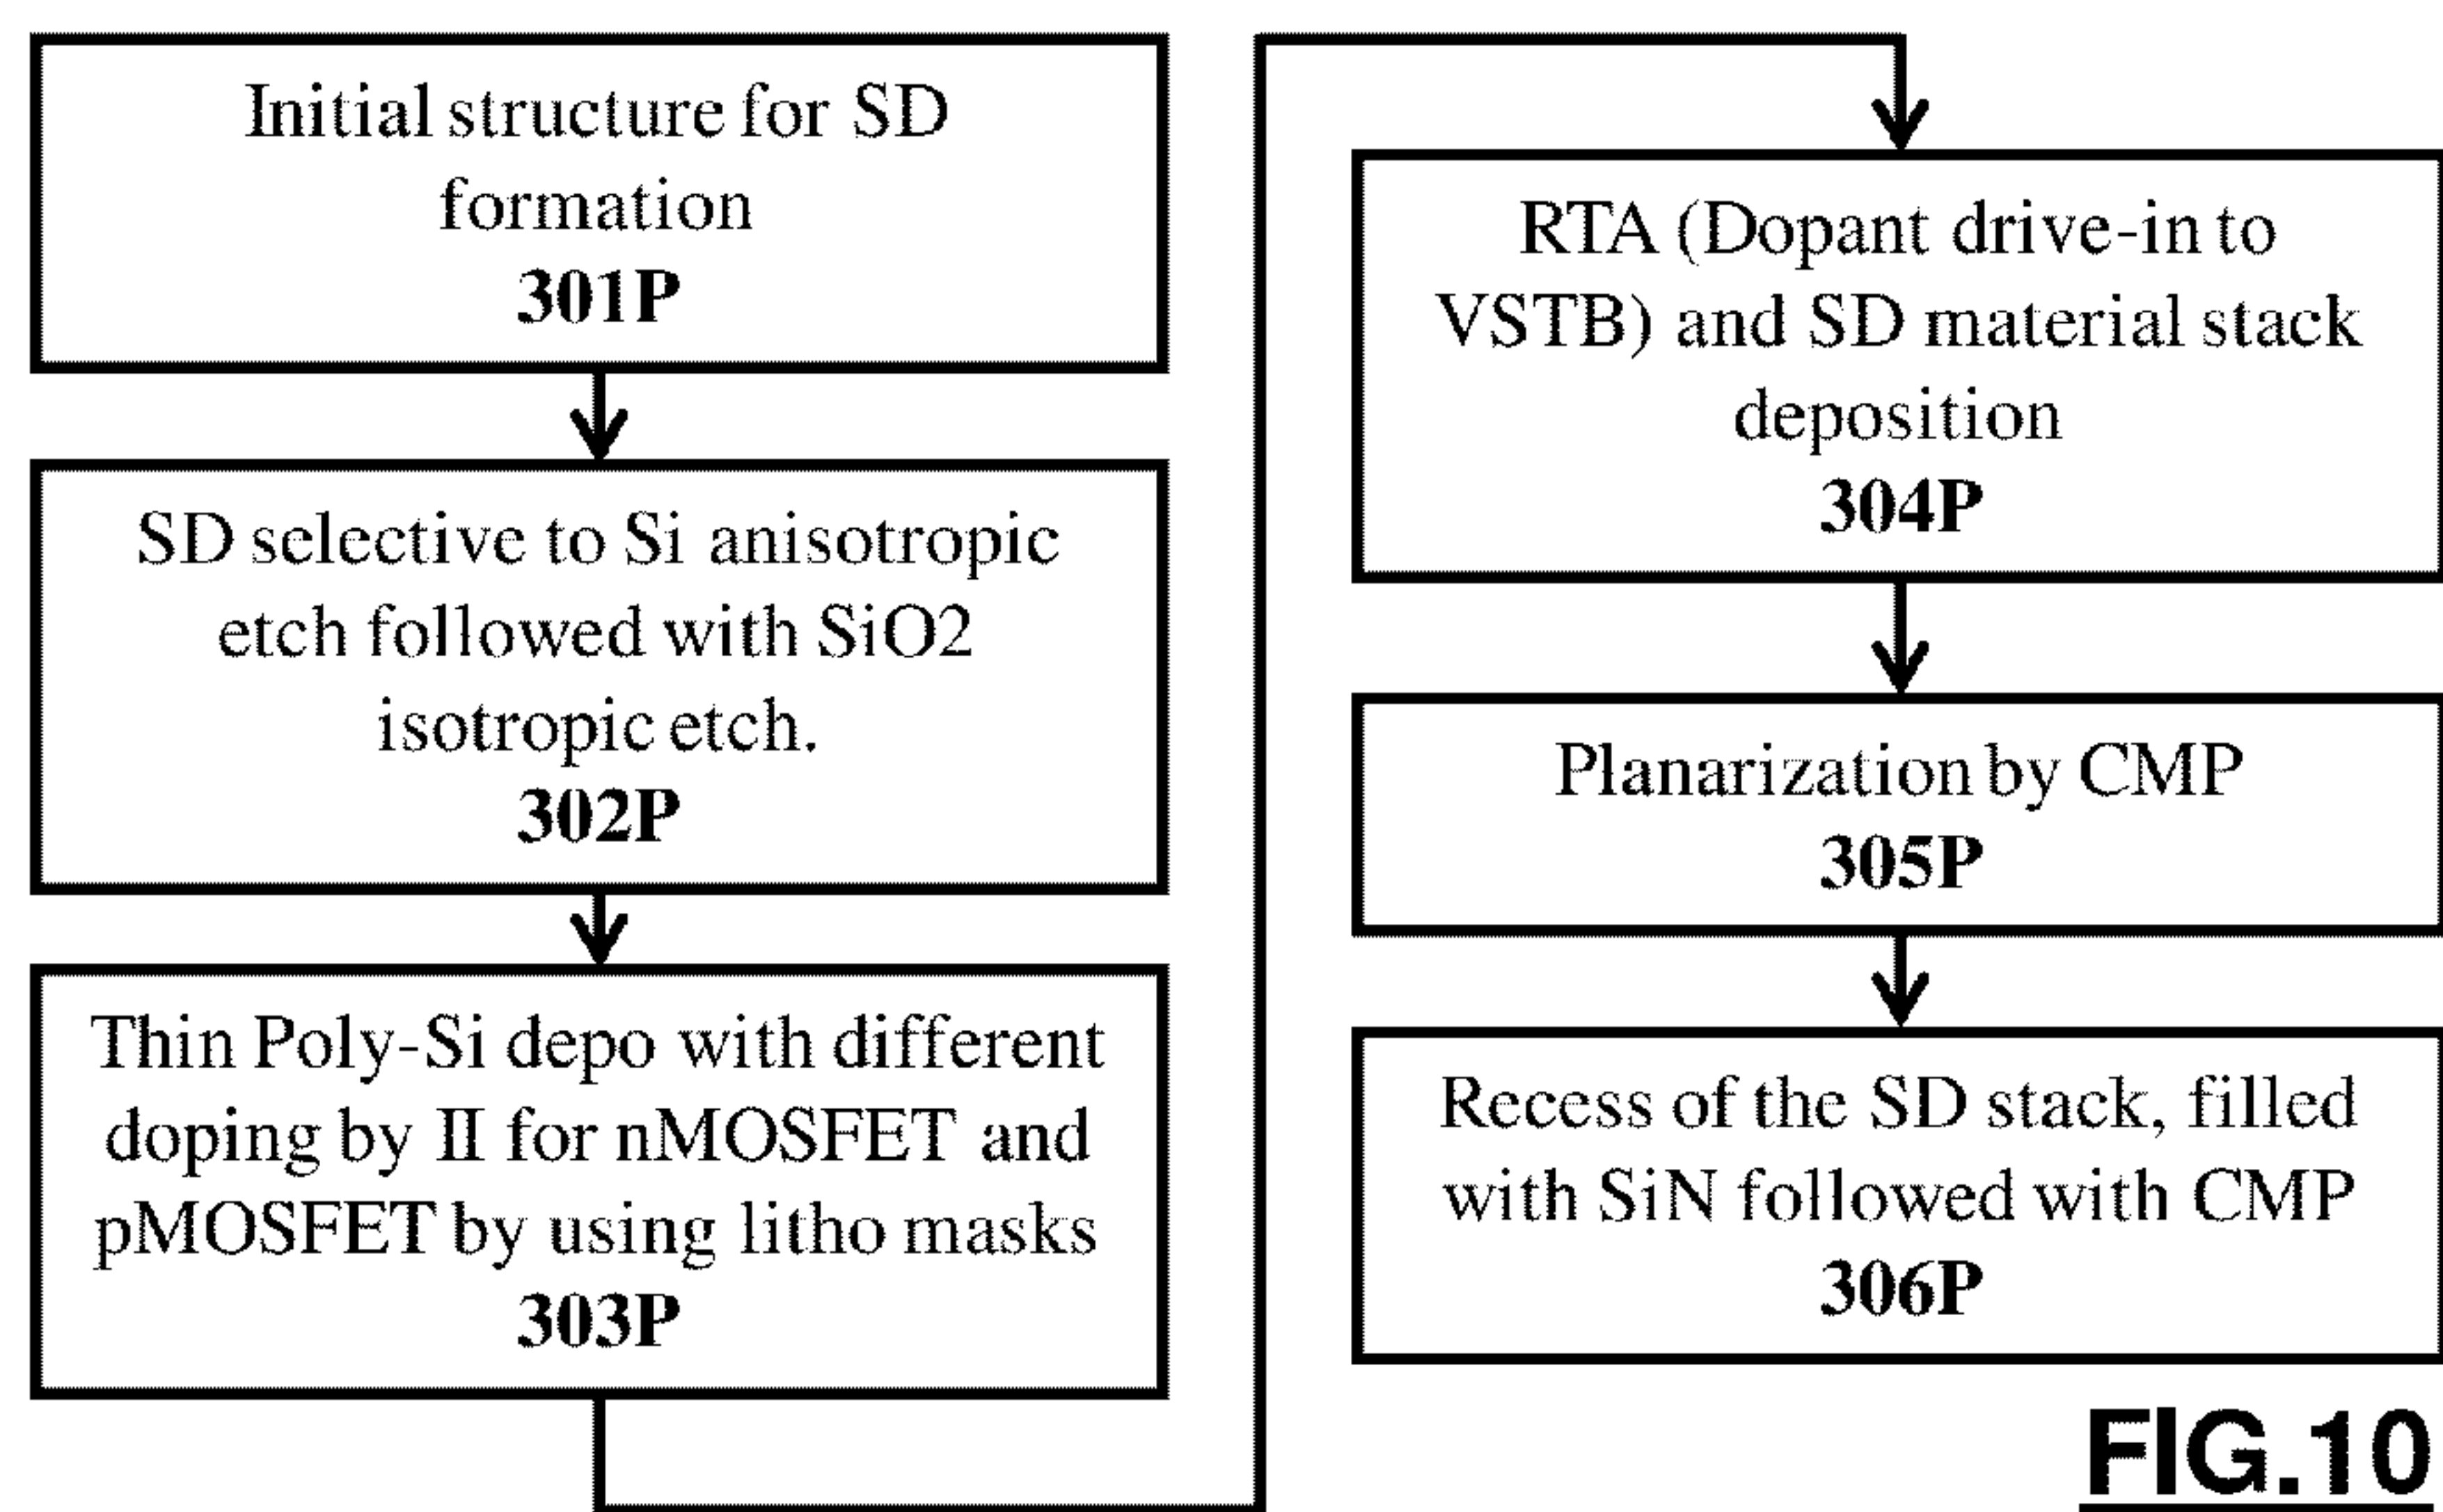 Initial structure for SD
formation
301P
SD selective to Si anisotropic
etch followed with SiO2
isotropic etch.
302P
Thin Poly-Si depo with different
doping by II for nMOSFET and
pMOSFET by using litho masks
303P
RTA (Dopant drive-in to
VSTB) and SD material stack
deposition
304P
Planarization by CMP
305P
Recess of the SD stack, filled
with SiN followed with CMP
306P
FIG.10